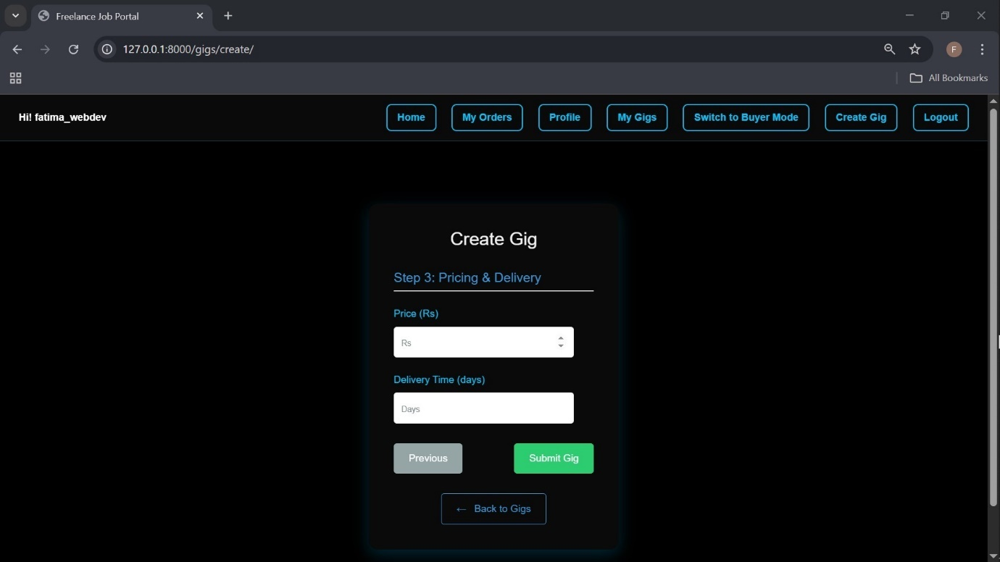 Freelance Job Portal
127.0.0.1:8000/gigs/create/
F
All Bookmarks
Hi! fatima_webdev
Home
My Orders
Profile
My Gigs
Switch to Buyer Mode
Create Gig
Logout
Create Gig
Step 3: Pricing & Delivery
Price (Rs)
Rs
Delivery Time (days)
Days
Previous
Submit Gig
← Back to Gigs